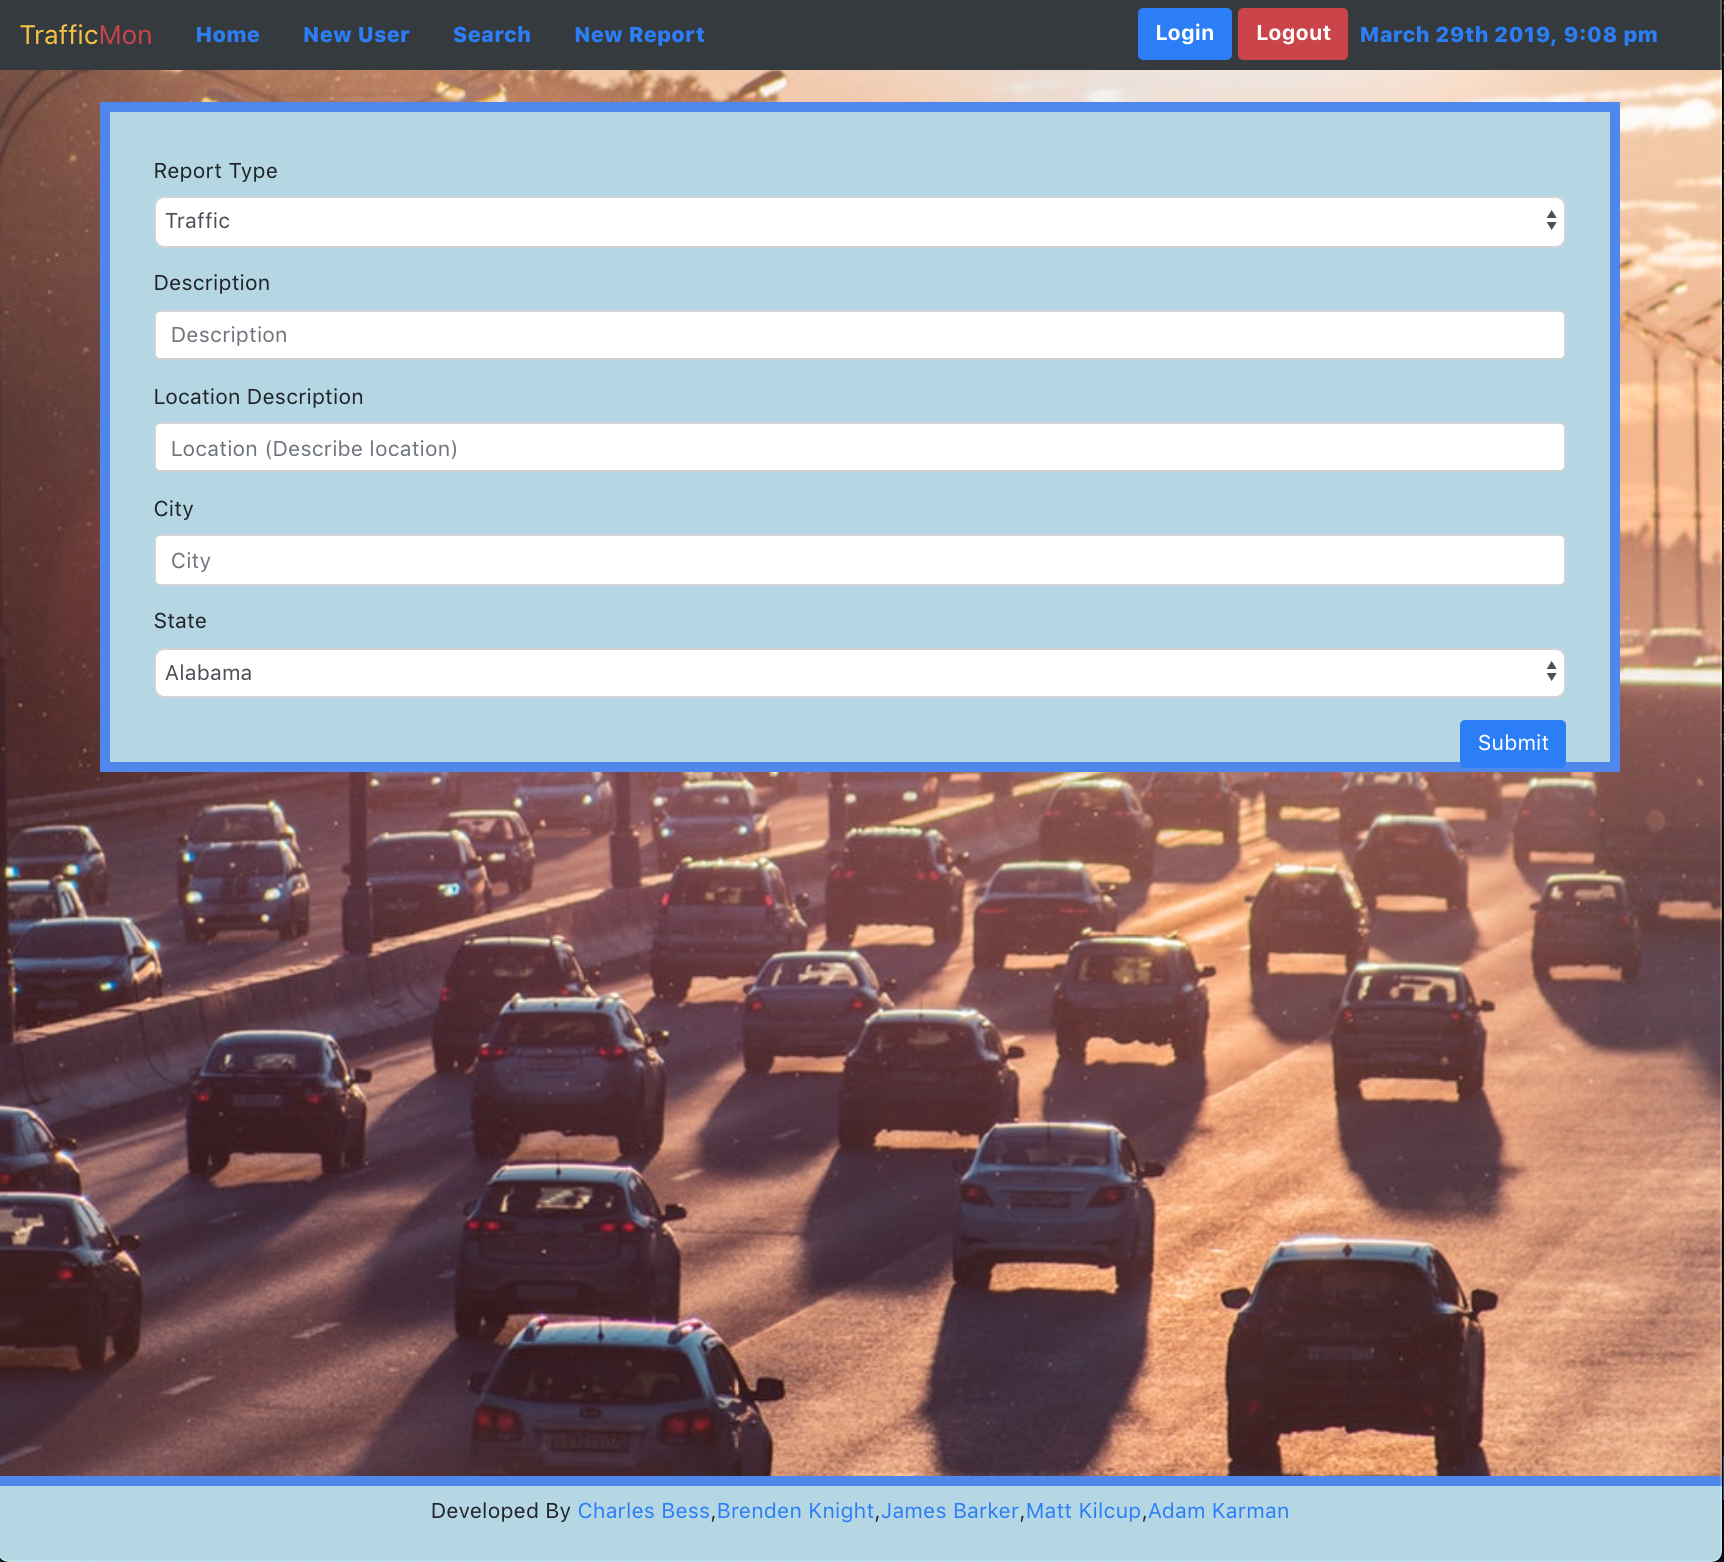 TrafficMon Home New User Search New Report Login Logout March 29th 2019, 9:08 pm
Report Type
Traffic
Description
Description
Location Description
Location (Describe location)
City
City
State
Alabama
Submit
Developed By Charles Bess,Brenden Knight,James Barker,Matt Kilcup,Adam Karman